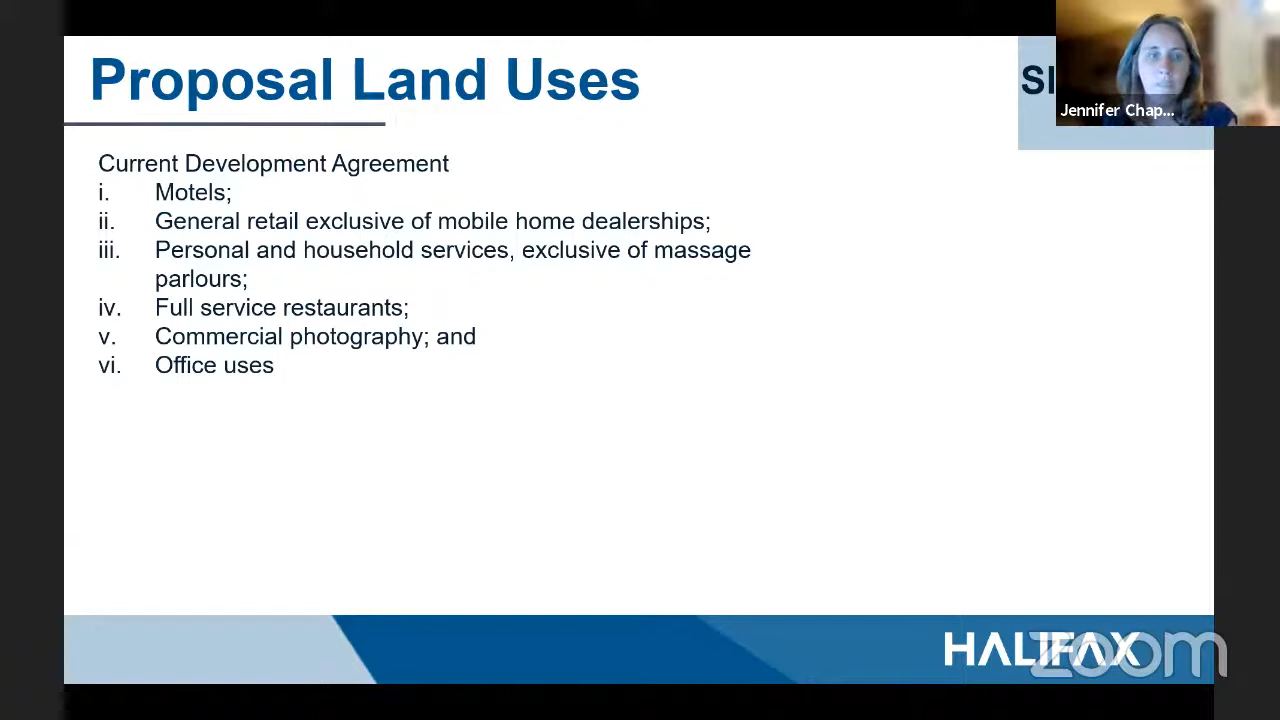 Proposal Land Uses
Jennifer Chap...
Current Development Agreement
i. Motels;
ii. General retail exclusive of mobile home dealerships;
iii. Personal and household services, exclusive of massage
parlours;
iv. Full service restaurants;
v. Commercial photography; and
vi. Office uses
HALIFAX
zoom